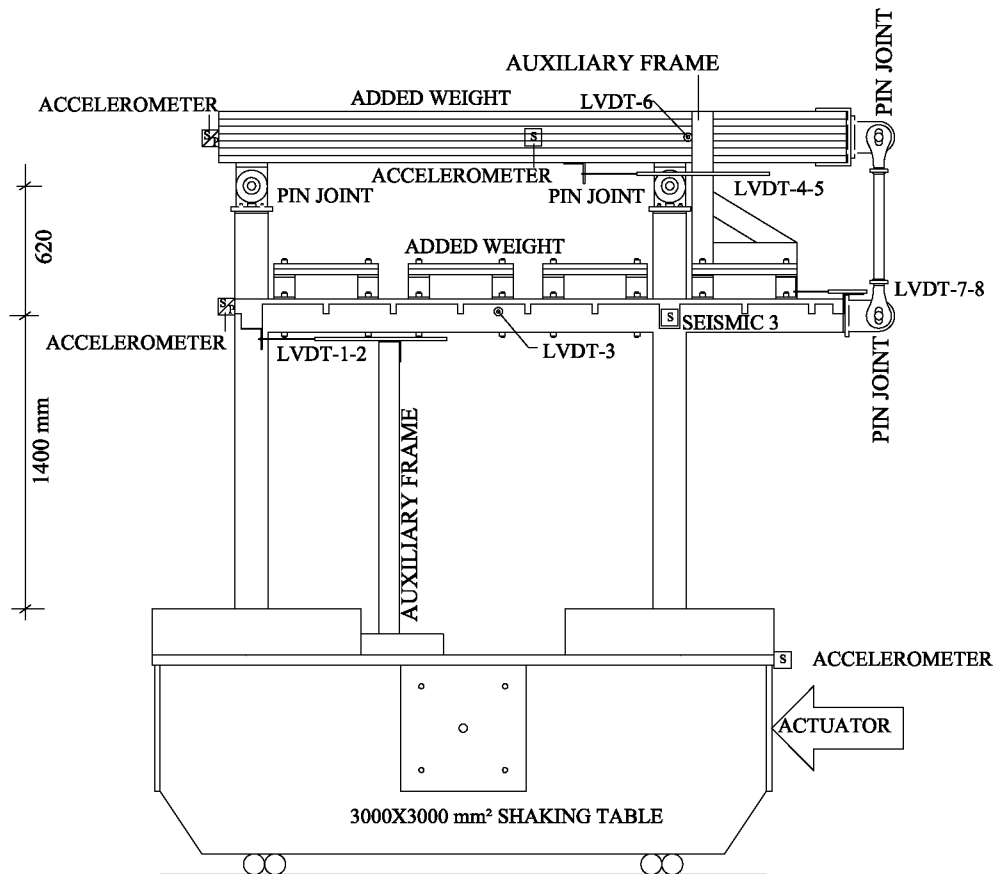 PIN JOINT
AUXILIARY FRAME
ADDED WEIGHT
LVDT-6
ACCELEROMETER
S
P
S
ACCELEROMETER
PIN JOINT
PIN JOINT
LVDT-4-5
620
ADDED WEIGHT
LVDT-7-8
S
P
S
SEISMIC 3
ACCELEROMETER
LVDT-1-2
LVDT-3
PIN JOINT
1400 mm
AUXILIARY FRAME
S
ACCELEROMETER
ACTUATOR
3000X3000 mm² SHAKING TABLE